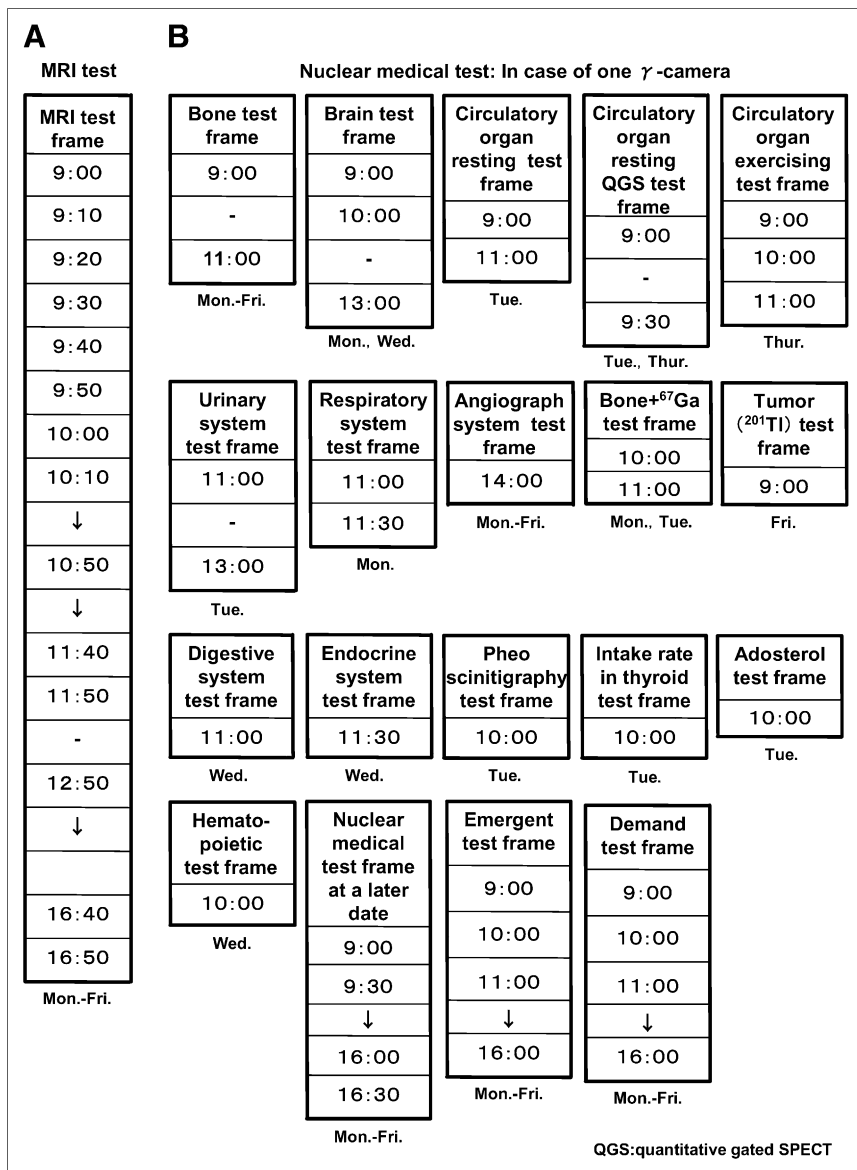 A
MRI test
MRI test
frame
9:00
9:10
9:20
9:30
9:40
9:50
10:00
10:10
↓
10:50
↓
11:40
11:50
-
12:50
↓
16:40
16:50
Mon.-Fri.
B
Nuclear medical test: In case of one γ-camera
Bone test
frame
9:00
-
11:00
Mon.-Fri.
Brain test
frame
9:00
10:00
-
13:00
Mon., Wed.
Circulatory
organ
resting test
frame
9:00
11:00
Tue.
Circulatory
organ
resting
QGS test
frame
9:00
-
9:30
Tue., Thur.
Circulatory
organ
exercising
test frame
9:00
10:00
11:00
Thur.
Urinary
system
test frame
11:00
-
13:00
Tue.
Respiratory
system
test frame
11:00
11:30
Mon.
Angiograph
system test
frame
14:00
Mon.-Fri.
Bone+⁶⁷Ga
test frame
10:00
11:00
Mon., Tue.
Tumor
(²⁰¹Tl) test
frame
9:00
Fri.
Digestive
system
test frame
11:00
Wed.
Endocrine
system
test frame
11:30
Wed.
Pheo
scinitigraphy
test frame
10:00
Tue.
Intake rate
in thyroid
test frame
10:00
Tue.
Adosterol
test frame
10:00
Tue.
Hemato-
poietic
test frame
10:00
Wed.
Nuclear
medical
test frame
at a later
date
9:00
9:30
↓
16:00
16:30
Mon.-Fri.
Emergent
test frame
9:00
10:00
11:00
↓
16:00
Mon.-Fri.
Demand
test frame
9:00
10:00
11:00
↓
16:00
Mon.-Fri.
QGS:quantitative gated SPECT